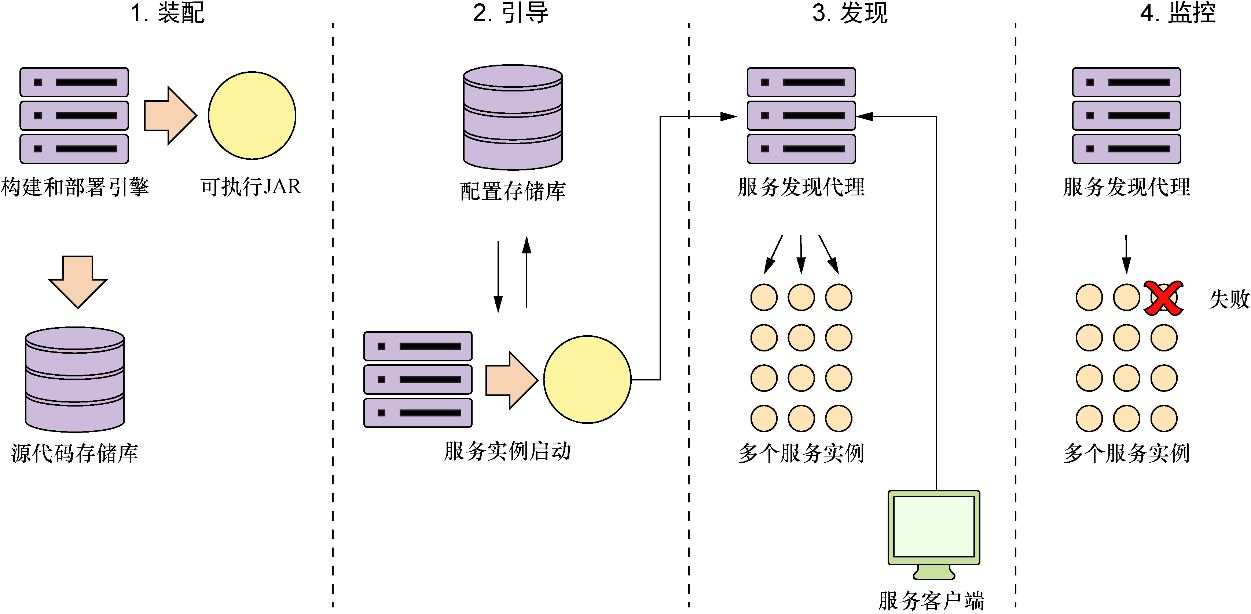 1. 装配
2. 引导
3. 发现
4. 监控
构建和部署引擎
可执行JAR
源代码存储库
配置存储库
服务实例启动
服务发现代理
多个服务实例
服务客户端
服务发现代理
失败
多个服务实例